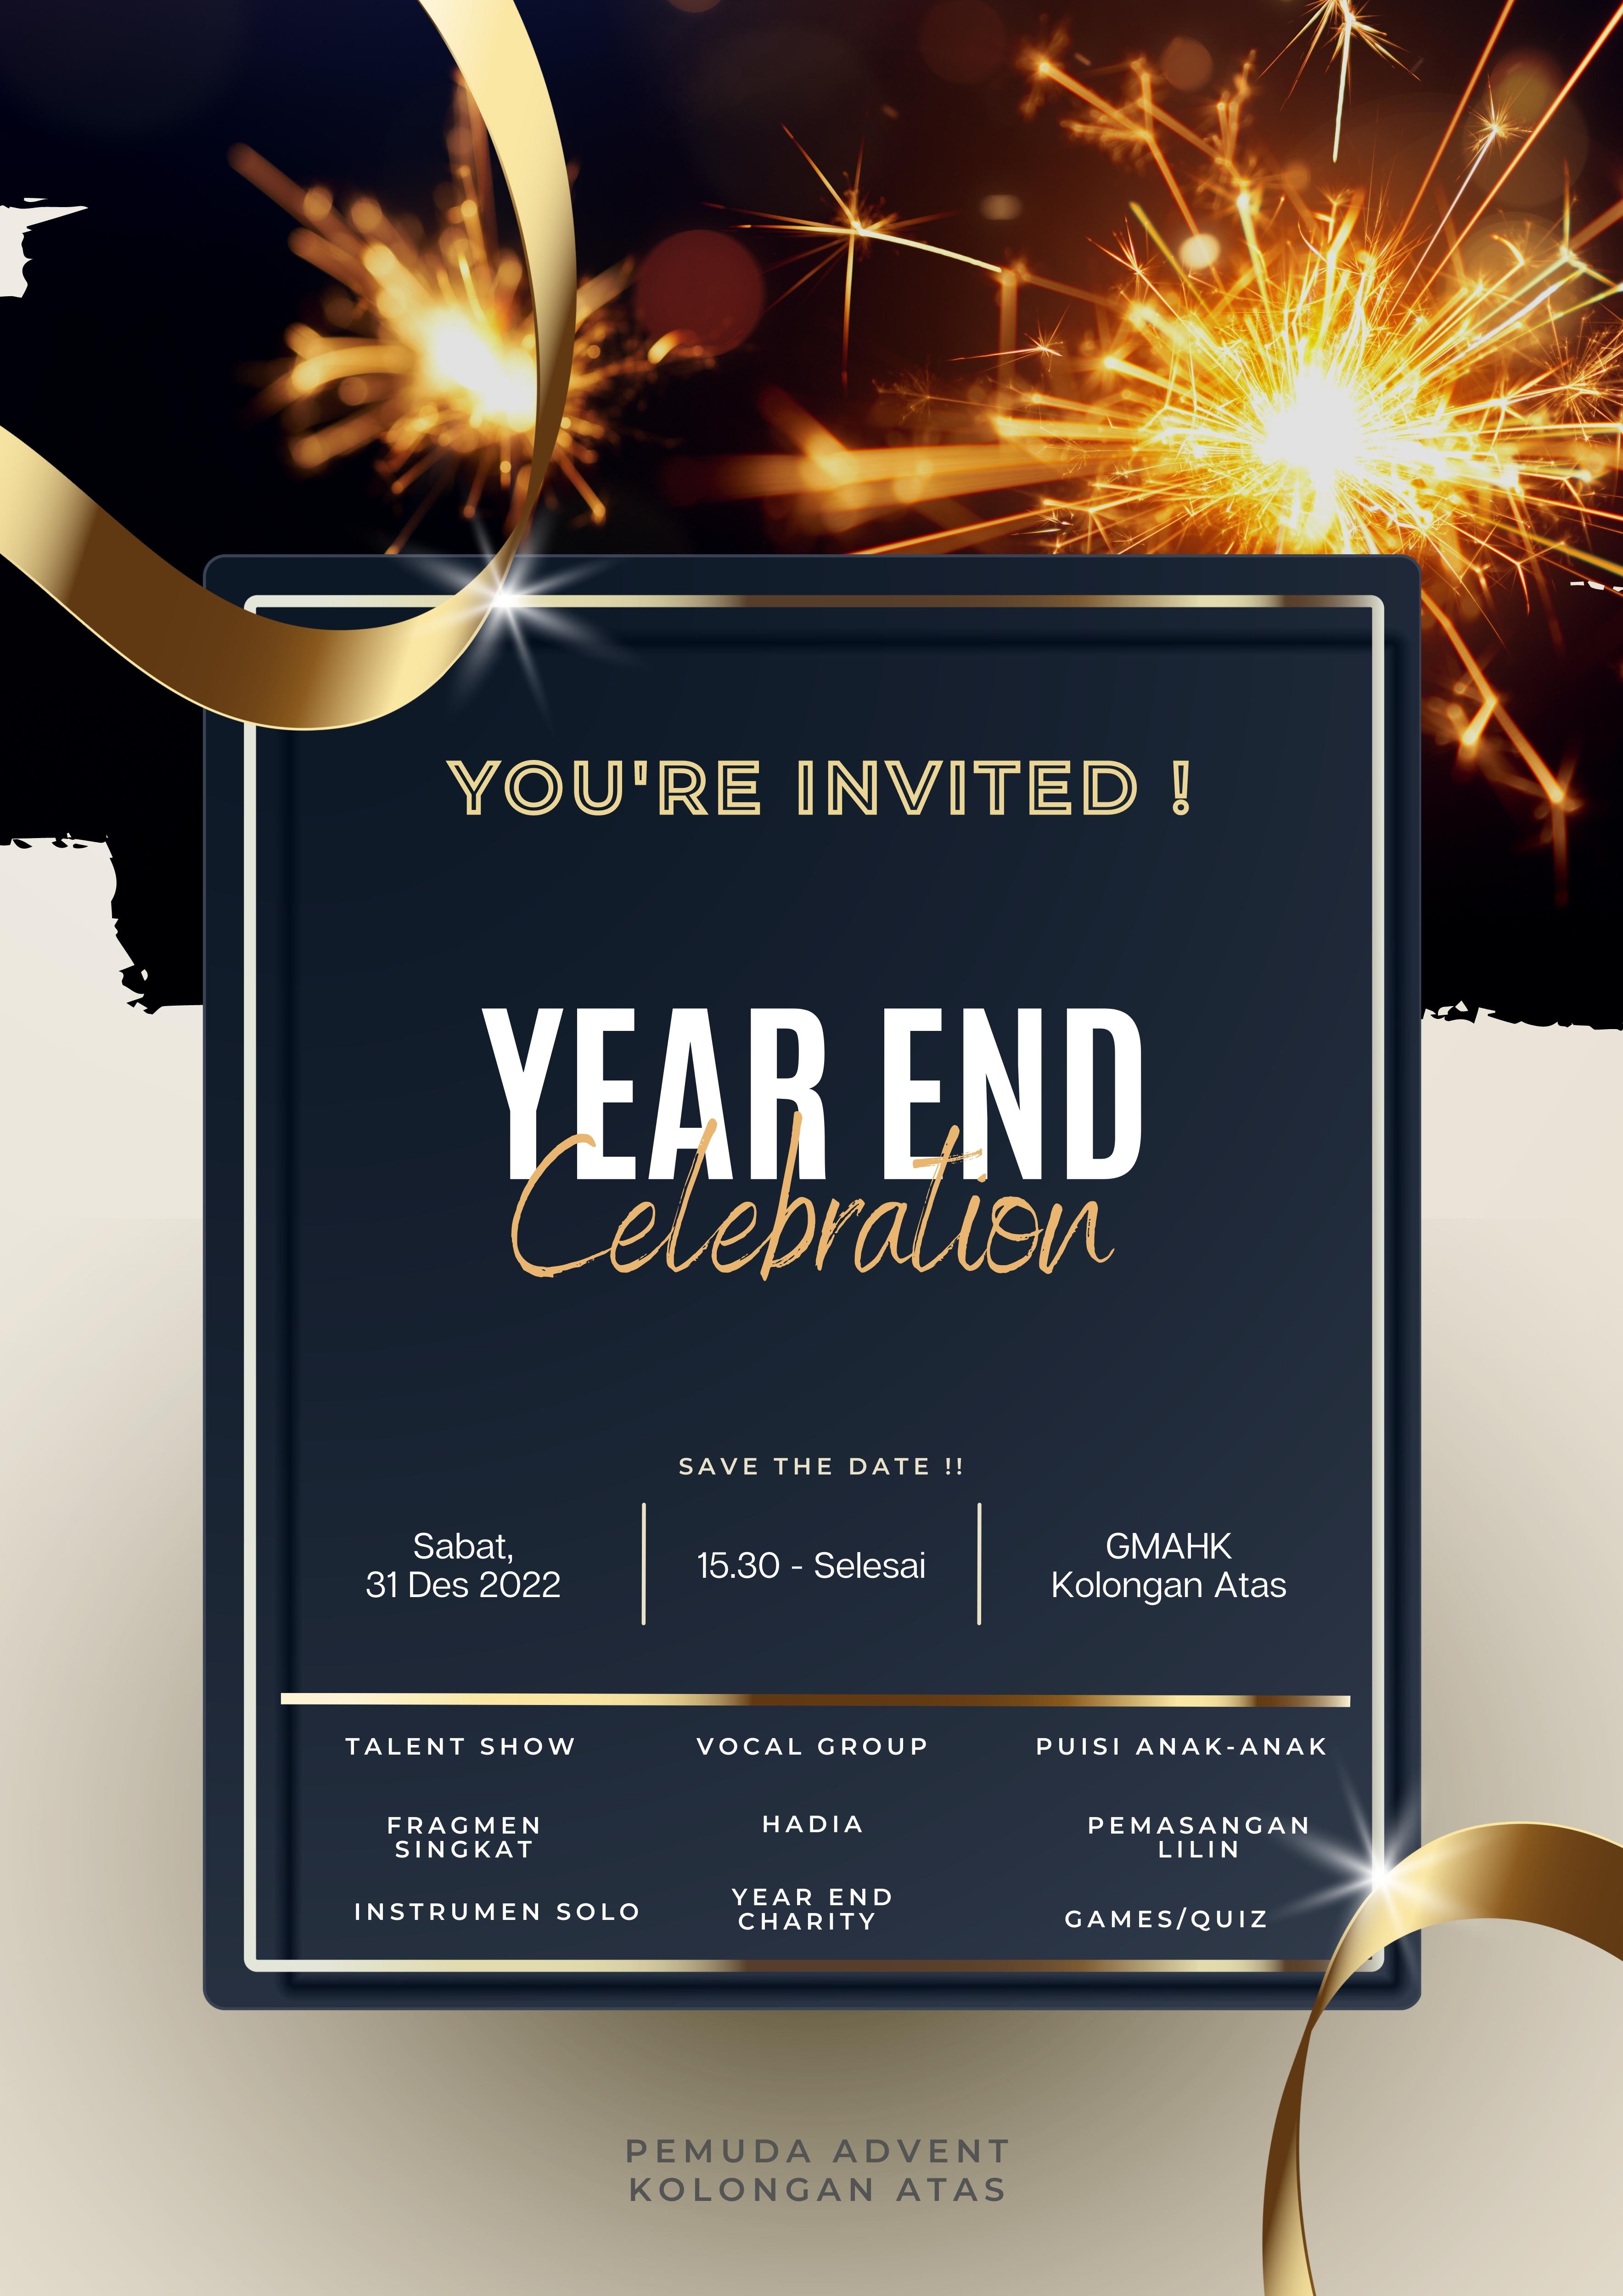 YOU'RE INVITED !
YEAR END
Celebration
SAVE THE DATE !!
Sabat,
31 Des 2022
15.30 - Selesai
GMAHK
Kolongan Atas
TALENT SHOW
VOCAL GROUP
PUISI ANAK-ANAK
FRAGMEN
SINGKAT
HADIA
PEMASANGAN
LILIN
INSTRUMEN SOLO
YEAR END
CHARITY
GAMES/QUIZ
PEMUDA ADVENT
KOLONGAN ATAS